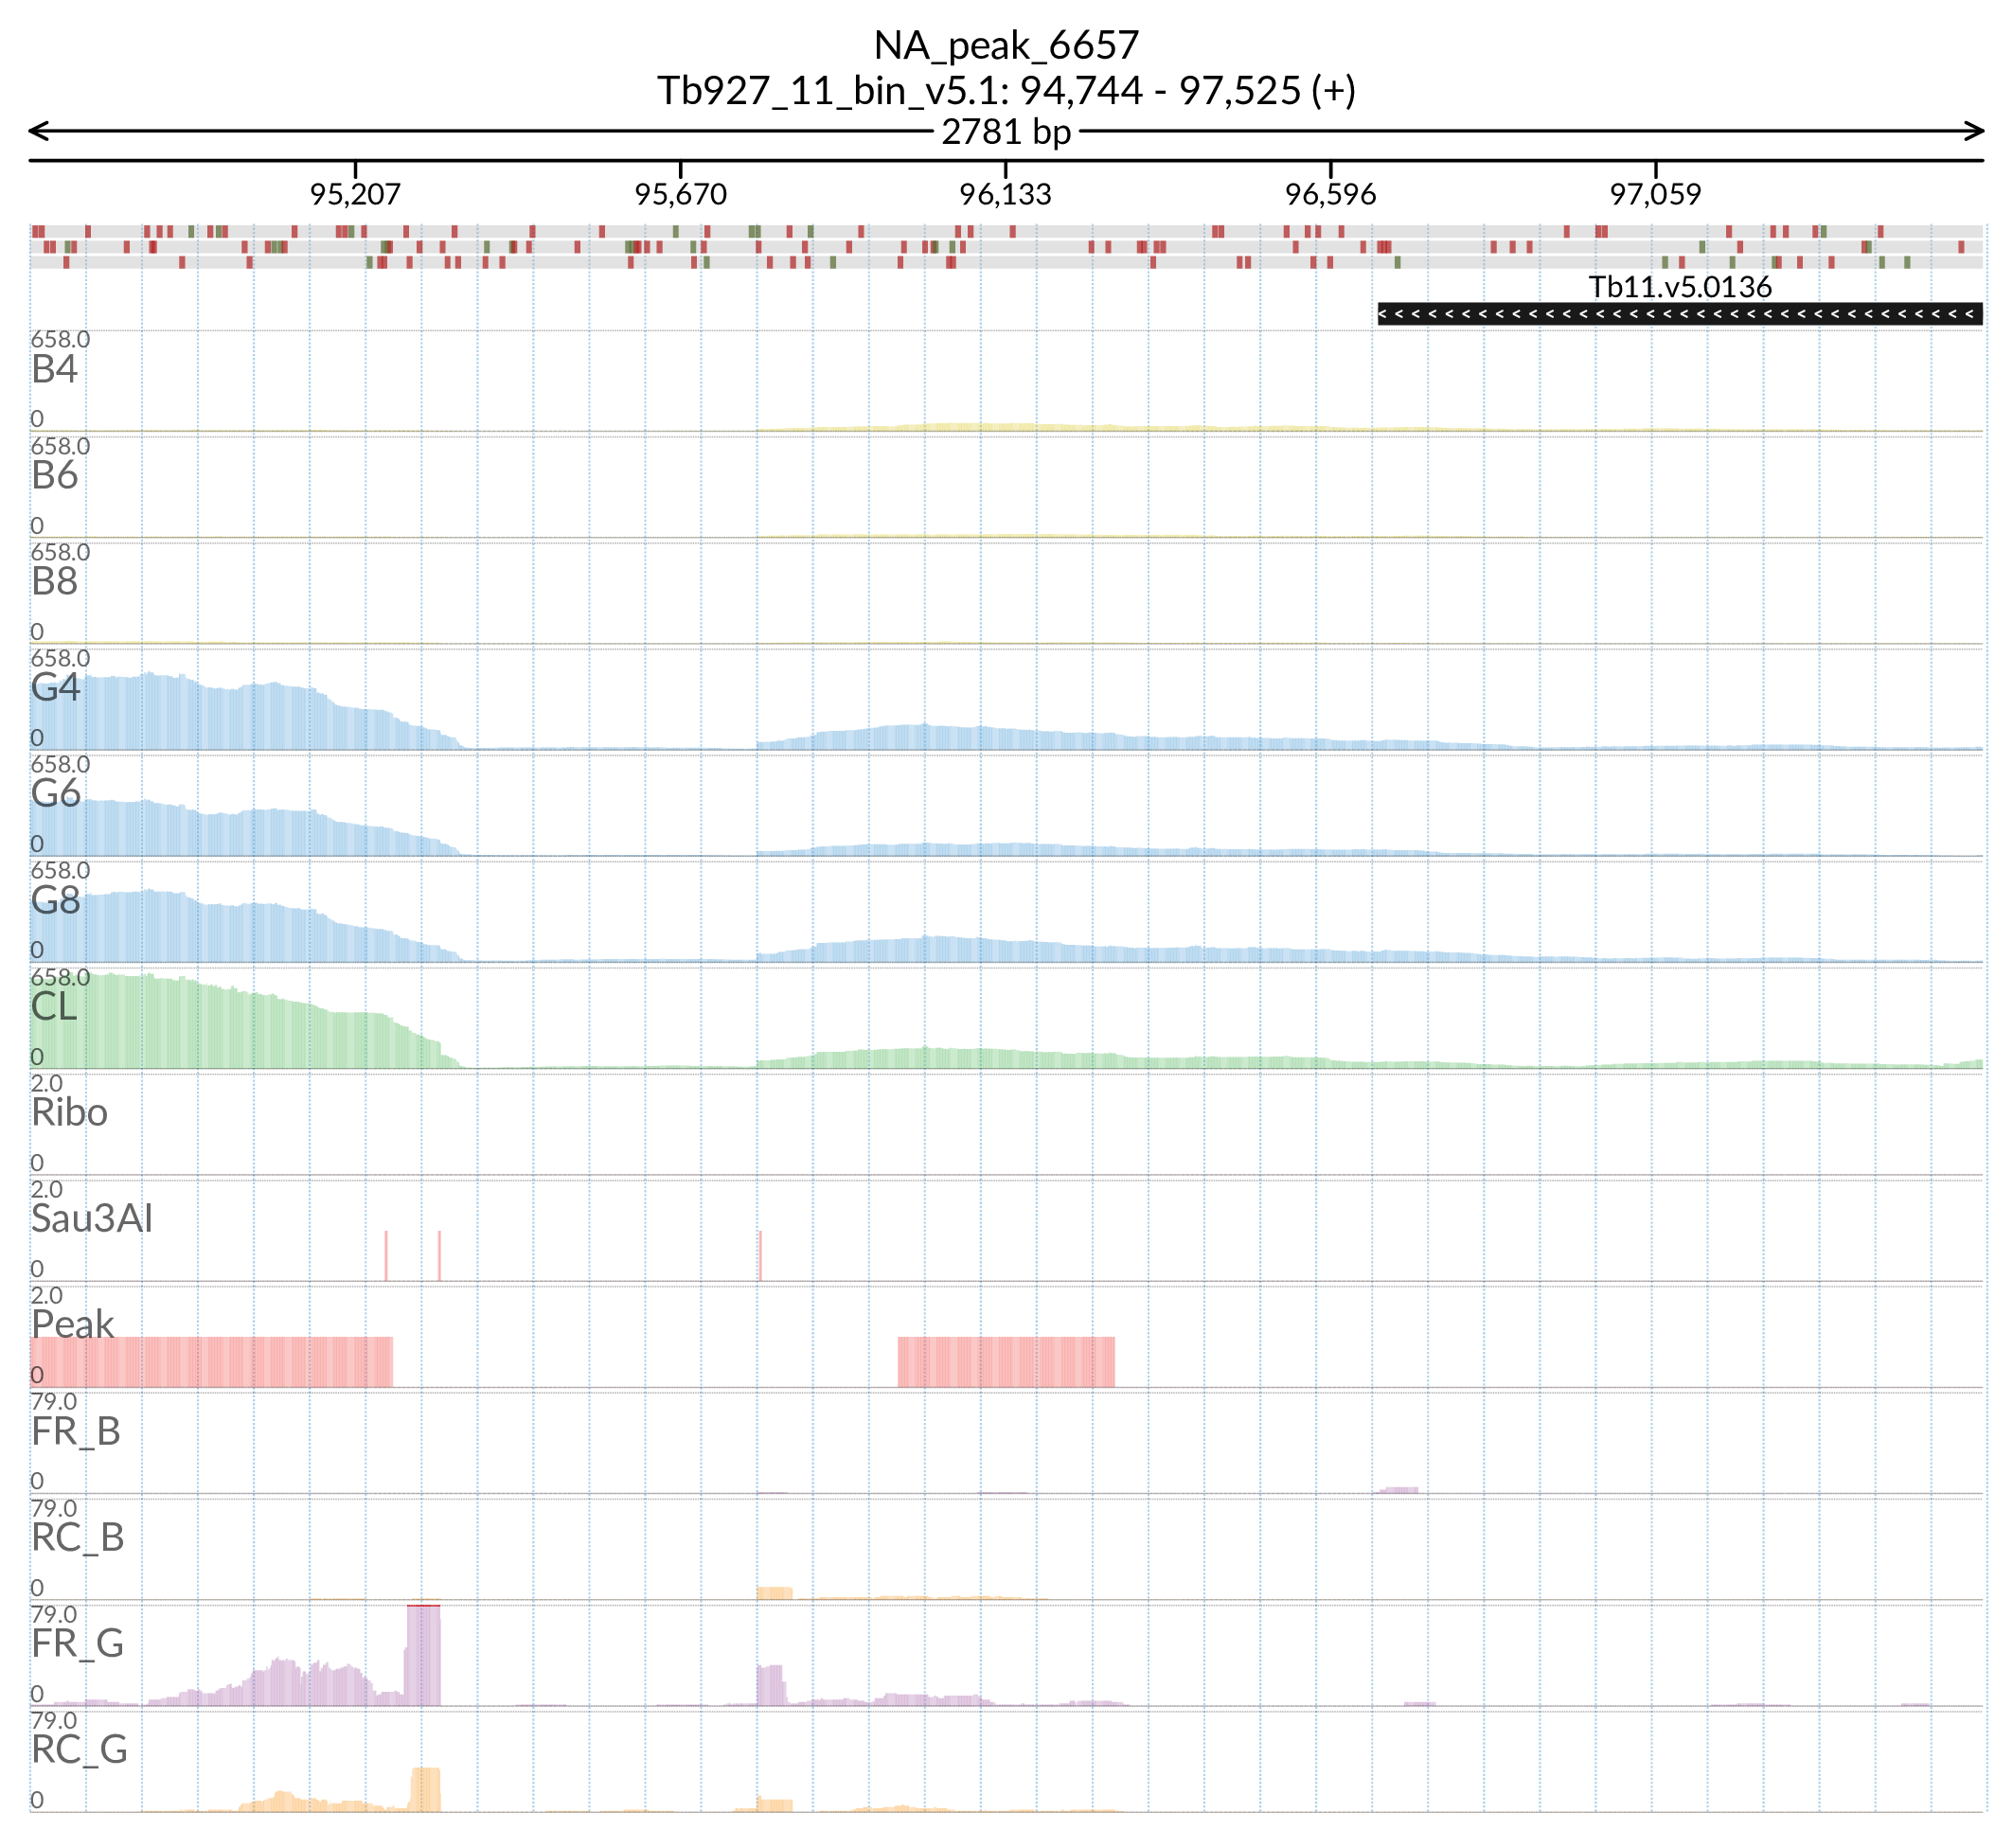 NA_peak_6657
Tb927_11_bin_v5.1: 94,744 - 97,525 (+)
2781 bp
95,207 95,670 96,133 96,596 97,059
Tb11.v5.0136
658.0
B4
0
658.0
B6
0
658.0
B8
0
658.0
G4
0
658.0
G6
0
658.0
G8
0
658.0
CL
0
2.0
Ribo
0
2.0
Sau3AI
0
2.0
Peak
0
79.0
FR_B
0
79.0
RC_B
0
79.0
FR_G
0
79.0
RC_G
0